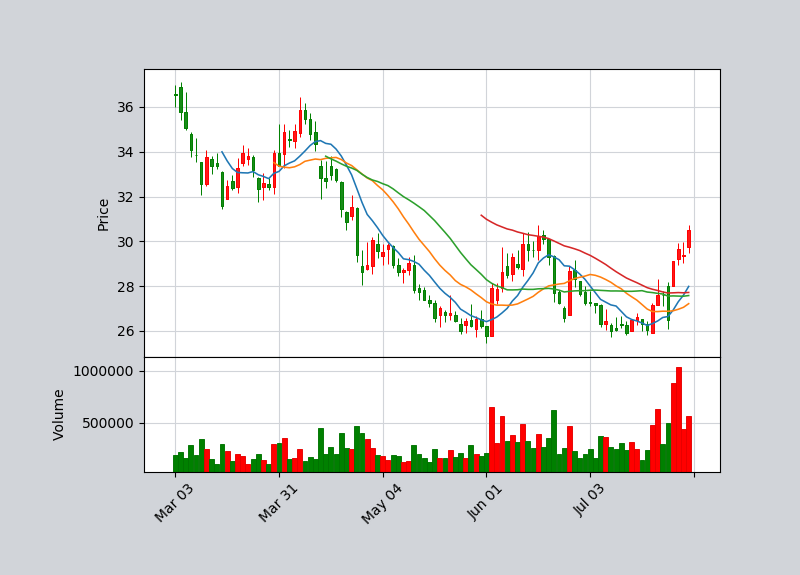 Price
36
34
32
30
28
26
Volume
1000000
500000
Mar 03
Mar 31
May 04
Jun 01
Jul 03